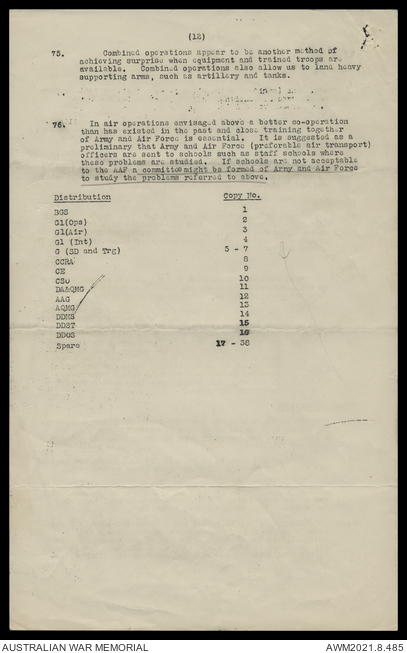 (12)
75. Combined operations appear to be another method of
achieving surprise when equipment and trained troops are
available. Combined operations also allow us to land heavy
supporting arms, such as artillery and tanks.
76. In air operations envisaged above a better co-operation
than has existed in the past and close training together
of Army and Air Force is essential. It is suggested as a
preliminary that Army and Air Force (preferable air transport)
officers are sent to schools such as staff schools where
these problems are studied. If schools are not acceptable
to the AAF a committee might be formed of Army and Air Force
to study the problems referred to above.
Distribution Copy No.
BGS 1
G1(Ops) 2
G1(Air) 3
G1 (Int) 4
G (SD and Trg) 5 - 7
CCRA 8
CE 9
CSO 10
DA&QMG 11
AAG 12
AQMG 13
DDMS 14
DDST 15
DDOS 16
Spare 17 - 38
AUSTRALIAN WAR MEMORIAL AWM2021.8.485